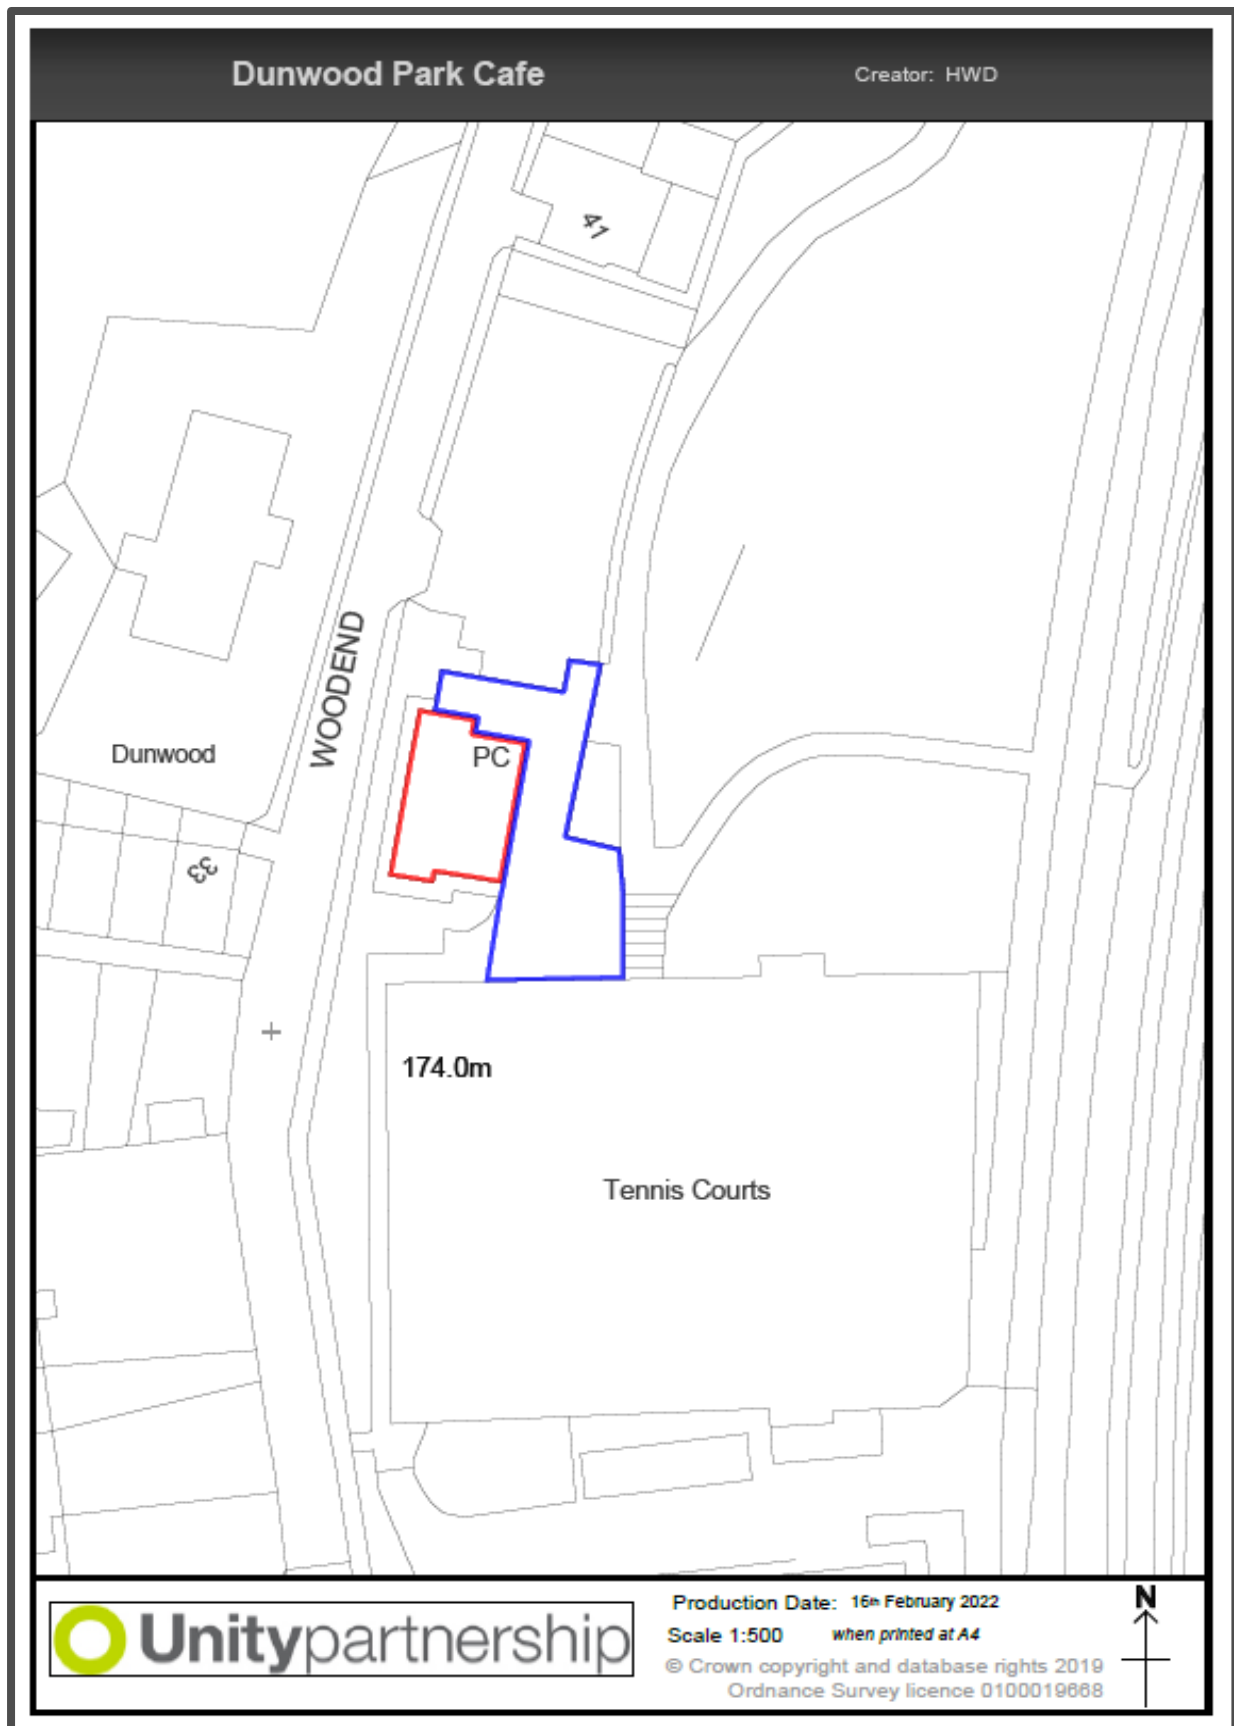 Dunwood Park Cafe
Creator: HWD
41
WOODEND
PC
Dunwood
33
174.0m
Tennis Courts
Unitypartnership
Production Date: 16th February 2022
Scale 1:500 when printed at A4
© Crown copyright and database rights 2019
Ordnance Survey licence 0100019668
N